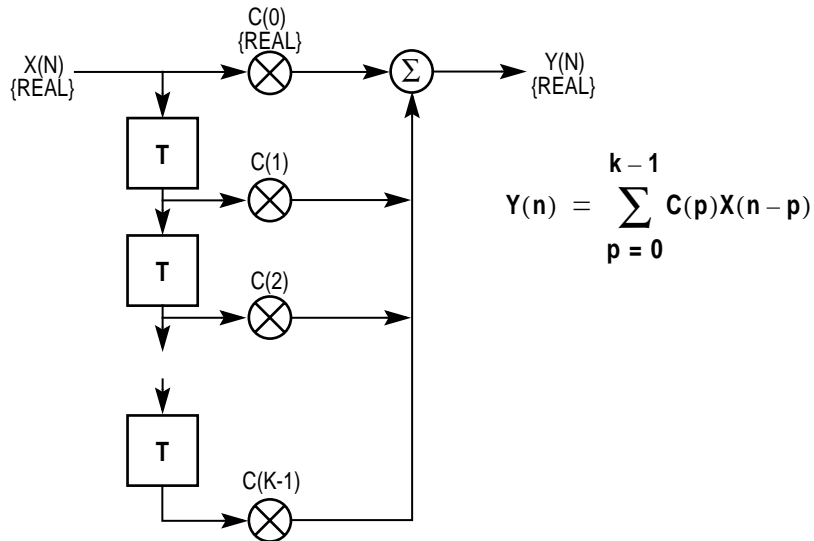 C(0)
{REAL}
X(N)
{REAL}
Σ
Y(N)
{REAL}
T
C(1)
k – 1
Y(n) = ∑ C(p)X(n – p)
p = 0
T
C(2)
T
C(K-1)